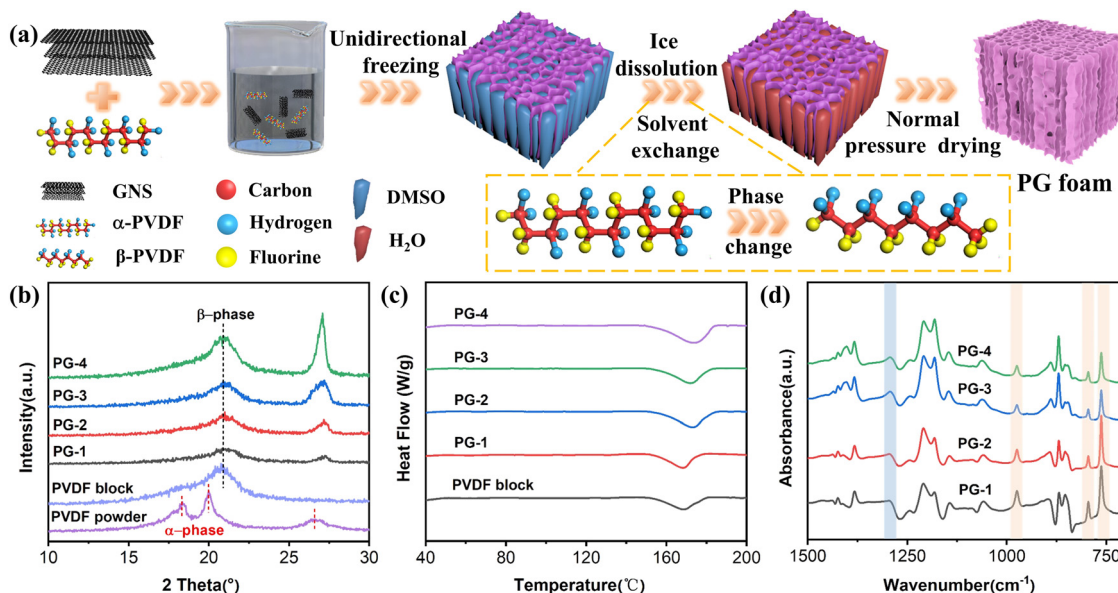 (a)
Unidirectional
freezing
Ice
dissolution
Solvent
exchange
Normal
pressure drying
PG foam
GNS
α-PVDF
β-PVDF
Carbon
Hydrogen
Fluorine
DMSO
H₂O
Phase
change
(b)
β–phase
PG-4
PG-3
PG-2
PG-1
PVDF block
PVDF powder
α–phase
Intensity(a.u.)
10 15 20 25 30
2 Theta(°)
(c)
PG-4
PG-3
PG-2
PG-1
PVDF block
Heat Flow (W/g)
40 80 120 160 200
Temperature(℃)
(d)
PG-4
PG-3
PG-2
PG-1
Absorbance(a.u.)
1500 1250 1000 750
Wavenumber(cm⁻¹)